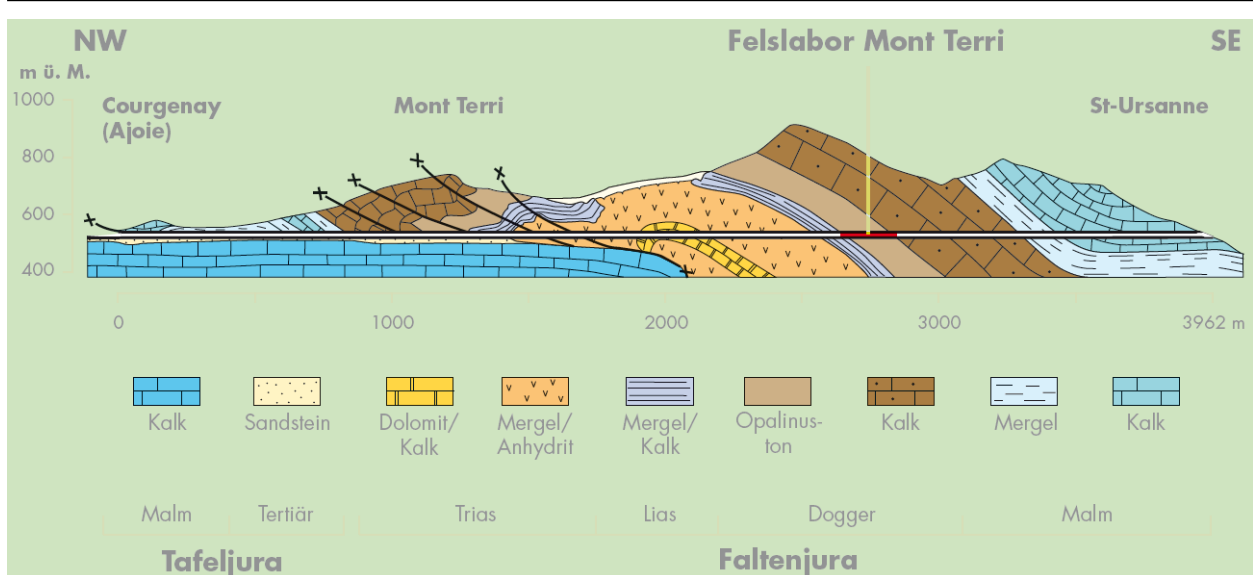 NW
Felslabor Mont Terri
SE
m ü. M.
1000
Courgenay
(Ajoie)
Mont Terri
St-Ursanne
800
600
400
0
1000
2000
3000
3962 m
Kalk
Sandstein
Dolomit/
Kalk
Mergel/
Anhydrit
Mergel/
Kalk
Opalinus-
ton
Kalk
Mergel
Kalk
Malm
Tertiär
Trias
Lias
Dogger
Malm
Tafeljura
Faltenjura